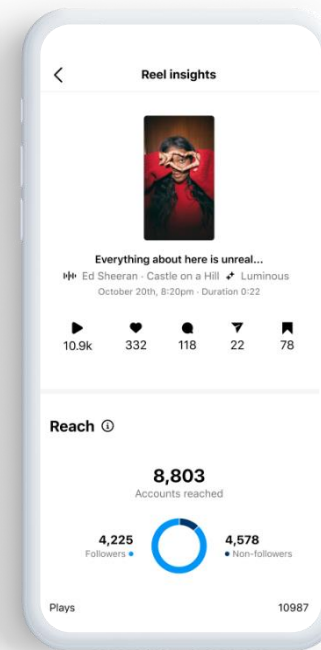 Reel insights
Everything about here is unreal...
Ed Sheeran · Castle on a Hill Luminous
October 20th, 8:20pm · Duration 0:22
10.9k 332 118 22 78
Reach
8,803
Accounts reached
4,225
Followers
4,578
Non-followers
Plays 10987